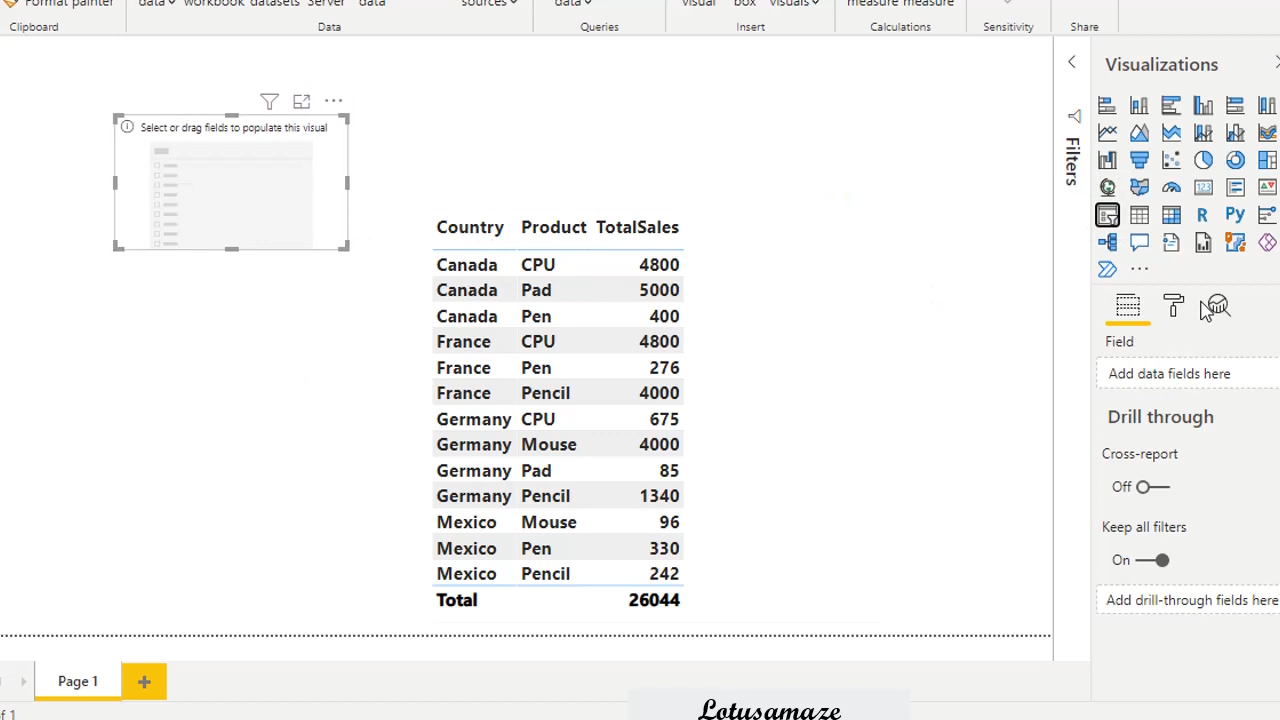 Format painter
data
workbook datasets Server data
sources
data
visual box visuals
measure measure
Clipboard
Data
Queries
Insert
Calculations
Sensitivity
Share
Visualizations
Filters
Select or drag fields to populate this visual
Country Product TotalSales
Canada CPU 4800
Canada Pad 5000
Canada Pen 400
France CPU 4800
France Pen 276
France Pencil 4000
Germany CPU 675
Germany Mouse 4000
Germany Pad 85
Germany Pencil 1340
Mexico Mouse 96
Mexico Pen 330
Mexico Pencil 242
Total 26044
123
R
Py
Field
Add data fields here
Drill through
Cross-report
Off
Keep all filters
On
Add drill-through fields here
Page 1
of 1
Lotusamaze